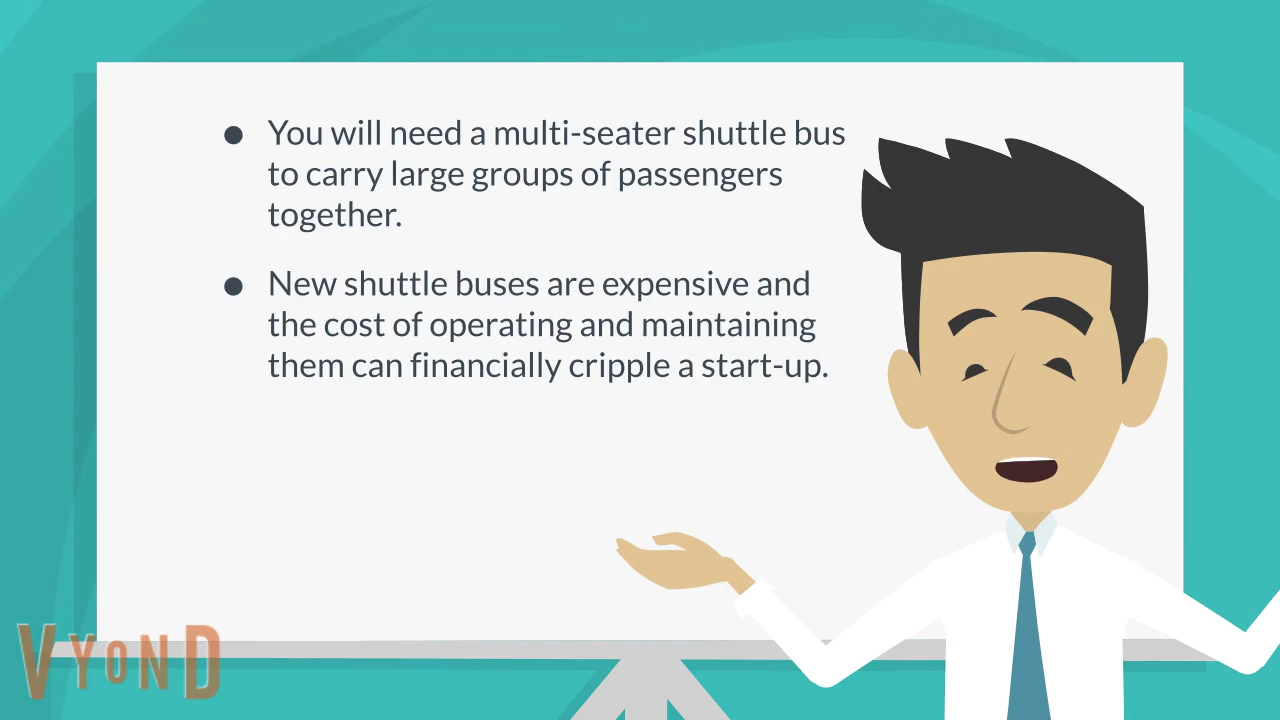 You will need a multi-seater shuttle bus
to carry large groups of passengers
together.
New shuttle buses are expensive and
the cost of operating and maintaining
them can financially cripple a start-up.
VYOND